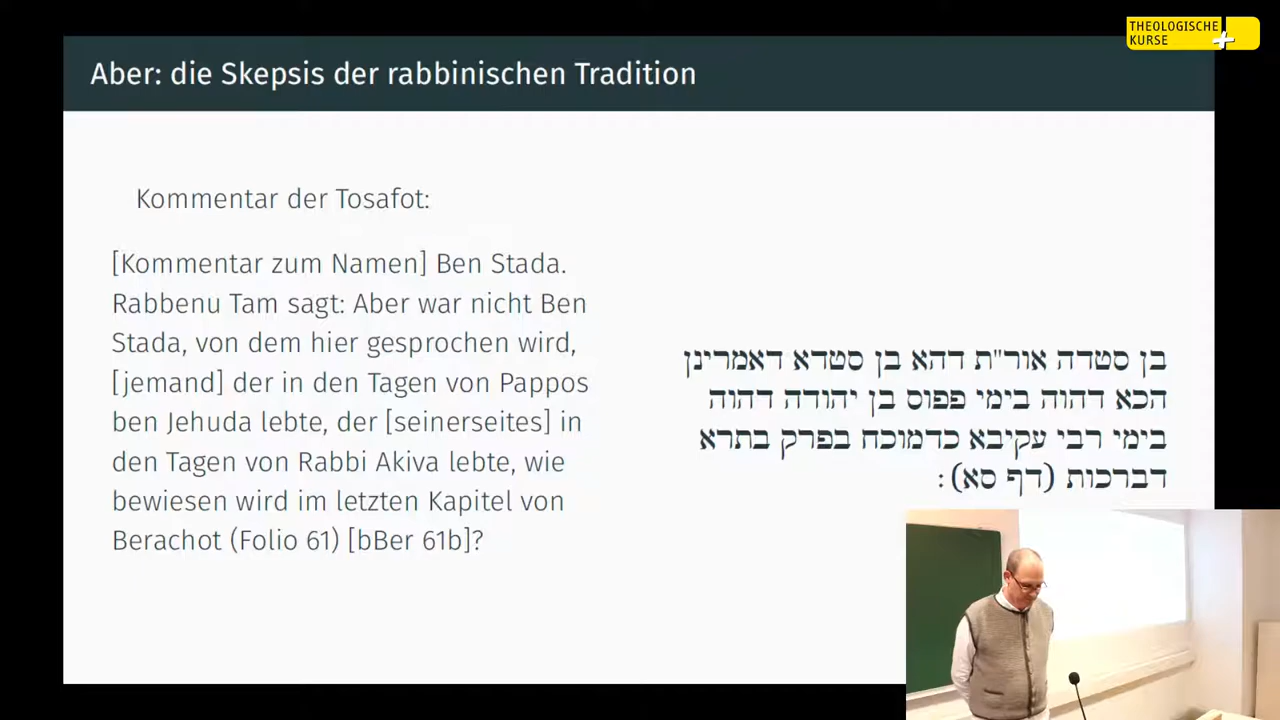 THEOLOGISCHE
KURSE
Aber: die Skepsis der rabbinischen Tradition
Kommentar der Tosafot:
[Kommentar zum Namen] Ben Stada.
Rabbenu Tam sagt: Aber war nicht Ben
Stada, von dem hier gesprochen wird,
[jemand] der in den Tagen von Pappos
ben Jehuda lebte, der [seinerseites] in
den Tagen von Rabbi Akiva lebte, wie
bewiesen wird im letzten Kapitel von
Berachot (Folio 61) [bBer 61b]?
בן סטדה אור"ת דהא בן סטדא דאמרינן
הכא דהוה בימי פפוס בן יהודה דהוה
בימי רבי עקיבא כדמוכח בפרק בתרא
דברכות (דף סא):